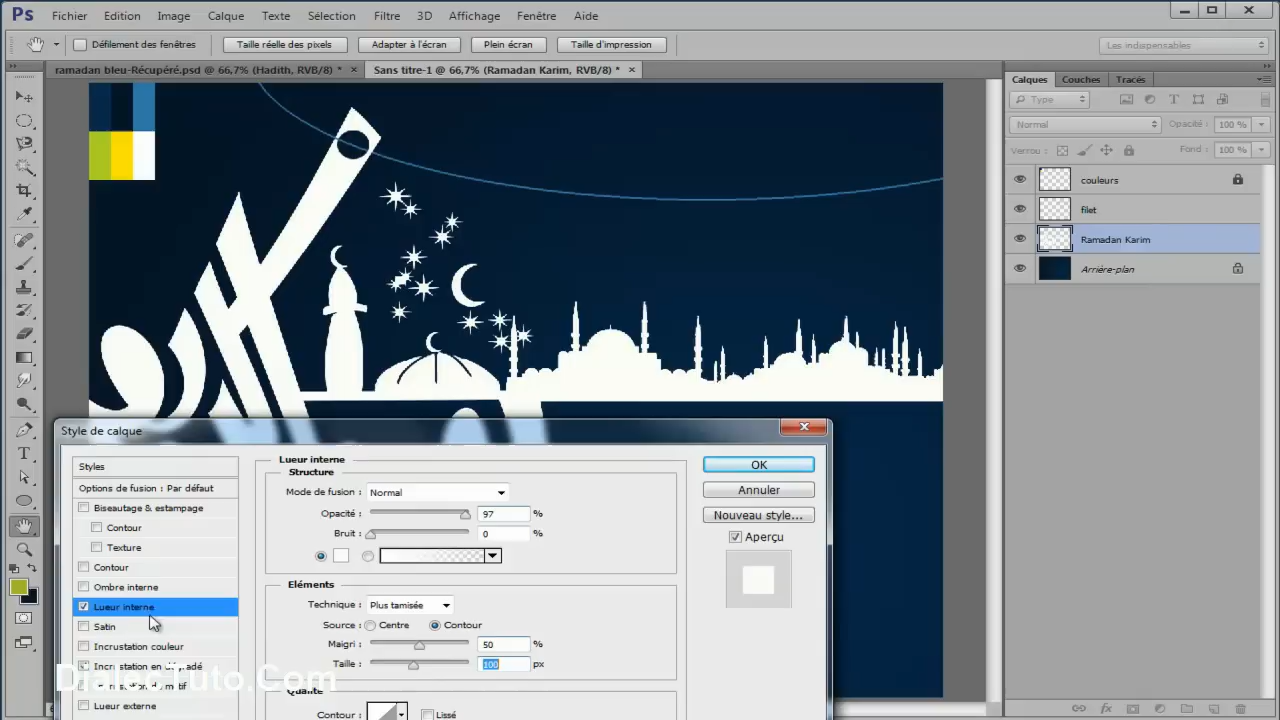 Ps Fichier Edition Image Calque Texte Sélection Filtre 3D Affichage Fenêtre Aide
Défilement des fenêtres Taille réelle des pixels Adapter à l'écran Plein écran Taille d'impression Les indispensables
ramadan bleu-Récupéré.psd @ 66,7% (Hadith, RVB/8) * × Sans titre-1 @ 66,7% (Ramadan Karim, RVB/8) * ×
Calques Couches Tracés
Type
Normal Opacité : 100 %
Verrou : Fond : 100 %
couleurs
filet
Ramadan Karim
Arrière-plan
Style de calque
Styles
Options de fusion : Par défaut
Biseautage & estampage
Contour
Texture
Contour
Ombre interne
Lueur interne
Satin
Incrustation couleur
Incrustation en dégradé
Lueur externe
Lueur interne
Structure
Mode de fusion : Normal
Opacité : 97 %
Bruit : 0 %
Eléments
Technique : Plus tamisée
Source : Centre Contour
Maigri : 50 %
Taille : 100 px
Qualité
Contour : Lissé
OK
Annuler
Nouveau style...
Aperçu
DialecTuto.Com